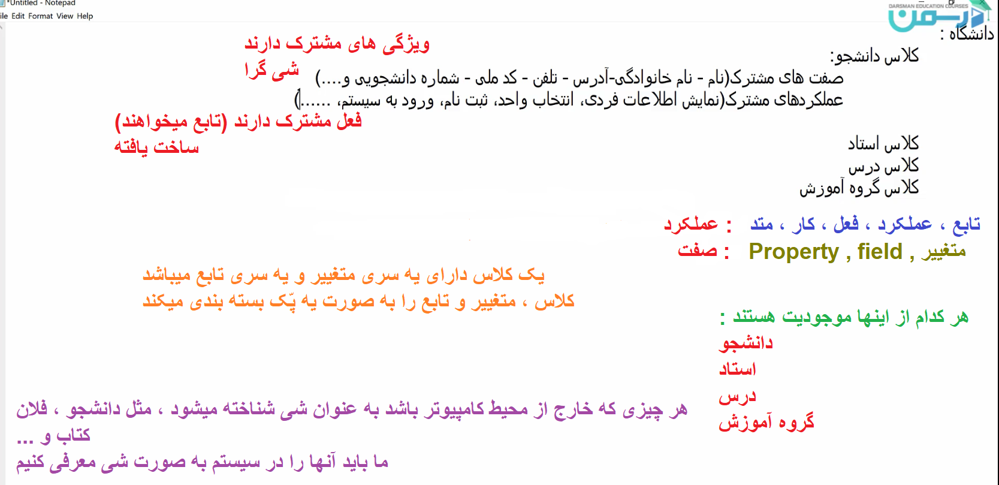 *Untitled - Notepad
ile Edit Format View Help
DARSMAN EDUCATION COURSES
درسمن
دانشگاه :
کلاس دانشجو:
صفت های مشترک(نام - نام خانوادگی-آدرس - تلفن - کد ملی - شماره دانشجویی و....)
عملکردهای مشترک(نمایش اطلاعات فردی، انتخاب واحد، ثبت نام، ورود به سیستم، ......)
ویژگی های مشترک دارند
شی گرا
فعل مشترک دارند (تابع میخواهند)
ساخت یافته
کلاس استاد
کلاس درس
کلاس گروه آموزش
تابع ، عملکرد ، فعل ، کار ، متد : عملکرد
متغییر , Property , field : صفت
یک کلاس دارای یه سری متغییر و یه سری تابع میباشد
کلاس ، متغییر و تابع را به صورت یه پّک بسته بندی میکند
هر کدام از اینها موجودیت هستند :
دانشجو
استاد
درس
گروه آموزش
هر چیزی که خارج از محیط کامپیوتر باشد به عنوان شی شناخته میشود ، مثل دانشجو ، فلان
کتاب و ...
ما باید آنها را در سیستم به صورت شی معرفی کنیم